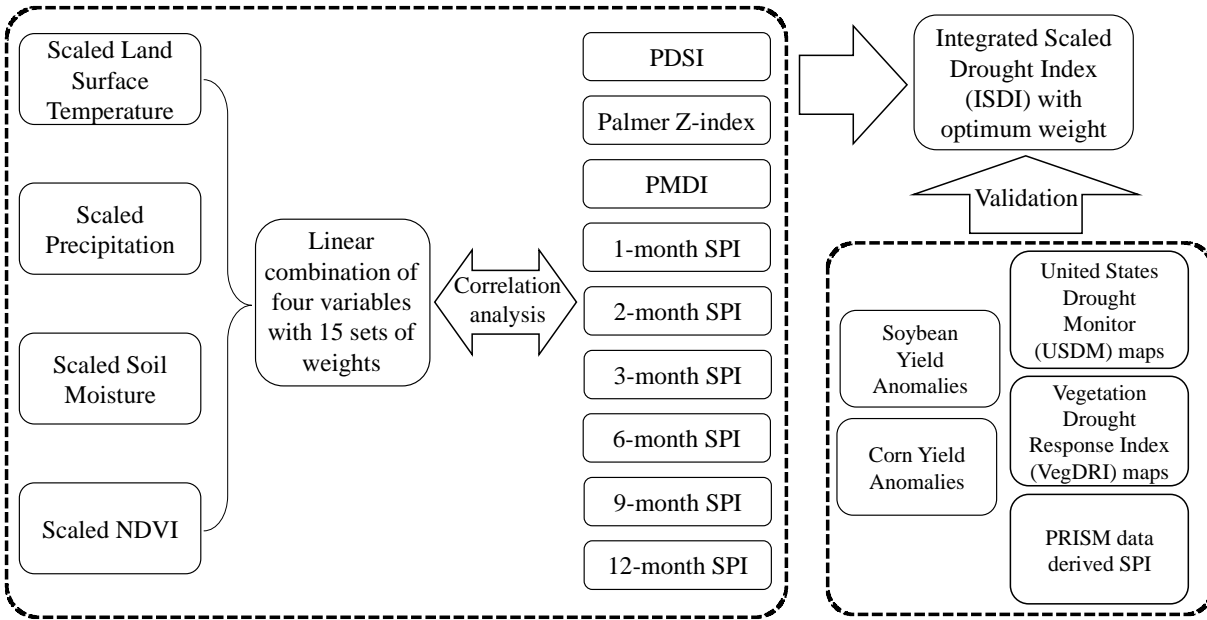 Scaled Land
Surface
Temperature
Scaled
Precipitation
Scaled Soil
Moisture
Scaled NDVI
Linear
combination of
four variables
with 15 sets of
weights
Correlation
analysis
PDSI
Palmer Z-index
PMDI
1-month SPI
2-month SPI
3-month SPI
6-month SPI
9-month SPI
12-month SPI
Integrated Scaled
Drought Index
(ISDI) with
optimum weight
Validation
Soybean
Yield
Anomalies
Corn Yield
Anomalies
United States
Drought
Monitor
(USDM) maps
Vegetation
Drought
Response Index
(VegDRI) maps
PRISM data
derived SPI